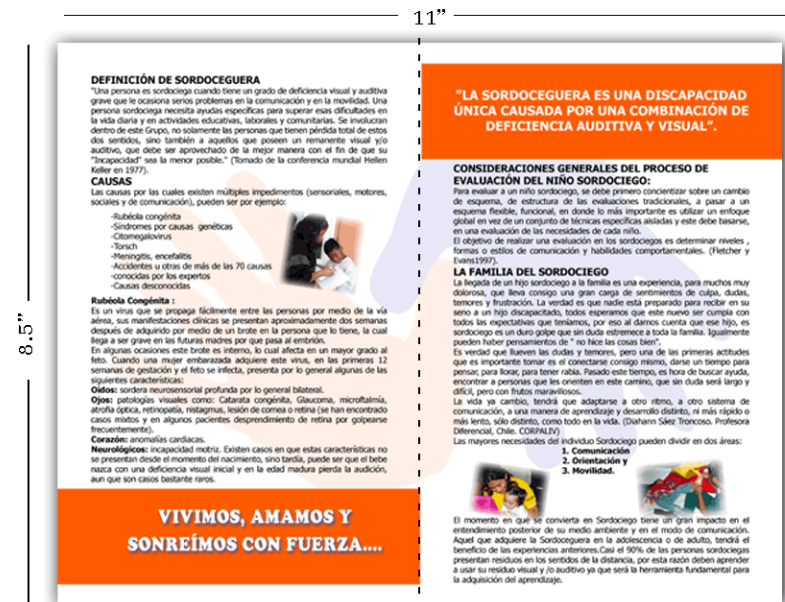 11”
8.5”
DEFINICIÓN DE SORDOCEGUERA
"Una persona es sordociega cuando tiene un grado de deficiencia visual y auditiva
grave que le ocasiona serios problemas en la comunicación y en la movilidad. Una
persona sordociega necesita ayudas específicas para superar esas dificultades en
la vida diaria y en actividades educativas, laborales y comunitarias. Se involucran
dentro de este Grupo, no solamente las personas que tienen pérdida total de estos
dos sentidos, sino también a aquellos que poseen un remanente visual y/o
auditivo, que debe ser aprovechado de la mejor manera con el fin de que su
"Incapacidad" sea la menor posible." (Tomado de la conferencia mundial Hellen
Keller en 1977).
CAUSAS
Las causas por las cuales existen múltiples impedimentos (sensoriales, motores,
sociales y de comunicación), pueden ser por ejemplo:
-Rubéola congénita
-Síndromes por causas genéticas
-Citomegalovirus
-Torsch
-Meningitis, encefalitis
-Accidentes u otras de más de las 70 causas
-conocidas por los expertos
-Causas desconocidas
Rubéola Congénita :
Es un virus que se propaga fácilmente entre las personas por medio de la vía
aérea, sus manifestaciones clínicas se presentan aproximadamente dos semanas
después de adquirido por medio de un brote en la persona que lo tiene, la cual
llega a ser grave en las futuras madres por que pasa al embrión.
En algunas ocasiones este brote es interno, lo cual afecta en un mayor grado al
feto. Cuando una mujer embarazada adquiere este virus, en las primeras 12
semanas de gestación y el feto se infecta, presenta por lo general algunas de las
siguientes características:
Oídos: sordera neurosensorial profunda por lo general bilateral.
Ojos: patologías visuales como: Catarata congénita, Glaucoma, microftalmía,
atrofia óptica, retinopatía, nistagmus, lesión de cornea o retina (se han encontrado
casos mixtos y en algunos pacientes desprendimiento de retina por golpearse
frecuentemente).
Corazón: anomalías cardiacas.
Neurológicos: incapacidad motriz. Existen casos en que estas características no
se presentan desde el momento del nacimiento, sino tardía, puede ser que el bebe
nazca con una deficiencia visual inicial y en la edad madura pierda la audición,
aun que son casos bastante raros.
VIVIMOS, AMAMOS Y
SONREÍMOS CON FUERZA....
"LA SORDOCEGUERA ES UNA DISCAPACIDAD
ÚNICA CAUSADA POR UNA COMBINACIÓN DE
DEFICIENCIA AUDITIVA Y VISUAL”.
CONSIDERACIONES GENERALES DEL PROCESO DE
EVALUACIÓN DEL NIÑO SORDOCIEGO:
Para evaluar a un niño sordociego, se debe primero concientizar sobre un cambio
de esquema, de estructura de las evaluaciones tradicionales, a pasar a un
esquema flexible, funcional, en donde lo más importante es utilizar un enfoque
global en vez de un conjunto de técnicas específicas aisladas y este debe basarse,
en una evaluación de las necesidades de cada niño.
El objetivo de realizar una evaluación en los sordociegos es determinar niveles ,
formas o estilos de comunicación y habilidades comportamentales. (Fletcher y
Evans1997).
LA FAMILIA DEL SORDOCIEGO
La llegada de un hijo sordociego a la familia es una experiencia, para muchos muy
dolorosa, que lleva consigo una gran carga de sentimientos de culpa, dudas,
temores y frustración. La verdad es que nadie está preparado para recibir en su
seno a un hijo discapacitado, todos esperamos que este nuevo ser cumpla con
todos las expectativas que teníamos, por eso al darnos cuenta que ese hijo, es
sordociego es un duro golpe que sin duda estremece a toda la familia. Igualmente
pueden haber pensamientos de " no hice las cosas bien".
Es verdad que llueven las dudas y temores, pero una de las primeras actitudes
que es importante tomar es el conectarse consigo mismo, darse un tiempo para
pensar, para llorar, para tener rabia. Pasado este tiempo, es hora de buscar ayuda,
encontrar a personas que les orienten en este camino, que sin duda será largo y
difícil, pero con frutos maravillosos.
La vida ya cambio, tendrá que adaptarse a otro ritmo, a otro sistema de
comunicación, a una manera de aprendizaje y desarrollo distinto, ni más rápido o
más lento, sólo distinto, como todo en la vida. (Diahann Sáez Troncoso. Profesora
Diferencial, Chile. CORPALIV)
Las mayores necesidades del individuo Sordociego pueden dividir en dos áreas:
1. Comunicación
2. Orientación y
3. Movilidad.
El momento en que se convierta en Sordociego tiene un gran impacto en el
entendimiento posterior de su medio ambiente y en el modo de comunicación.
Aquel que adquiere la Sordoceguera en la adolescencia o de adulto, tendrá el
beneficio de las experiencias anteriores.Casi el 90% de las personas sordociegas
presentan residuos en los sentidos de la distancia, por esta razón deben aprender
a usar su residuo visual y /o auditivo ya que será la herramienta fundamental para
la adquisición del aprendizaje.